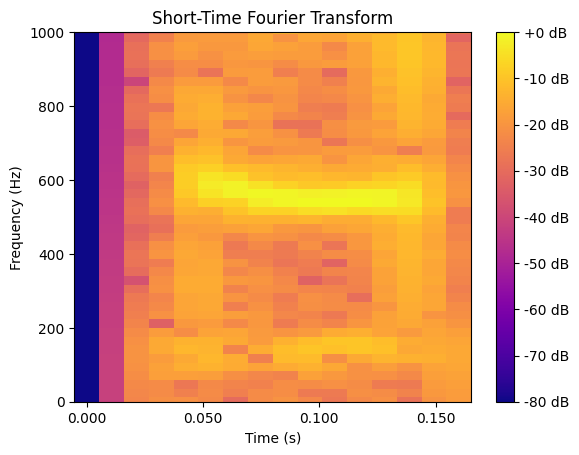 Short-Time Fourier Transform
1000
800
600
400
200
0
Frequency (Hz)
0.000
0.050
0.100
0.150
Time (s)
+0 dB
-10 dB
-20 dB
-30 dB
-40 dB
-50 dB
-60 dB
-70 dB
-80 dB